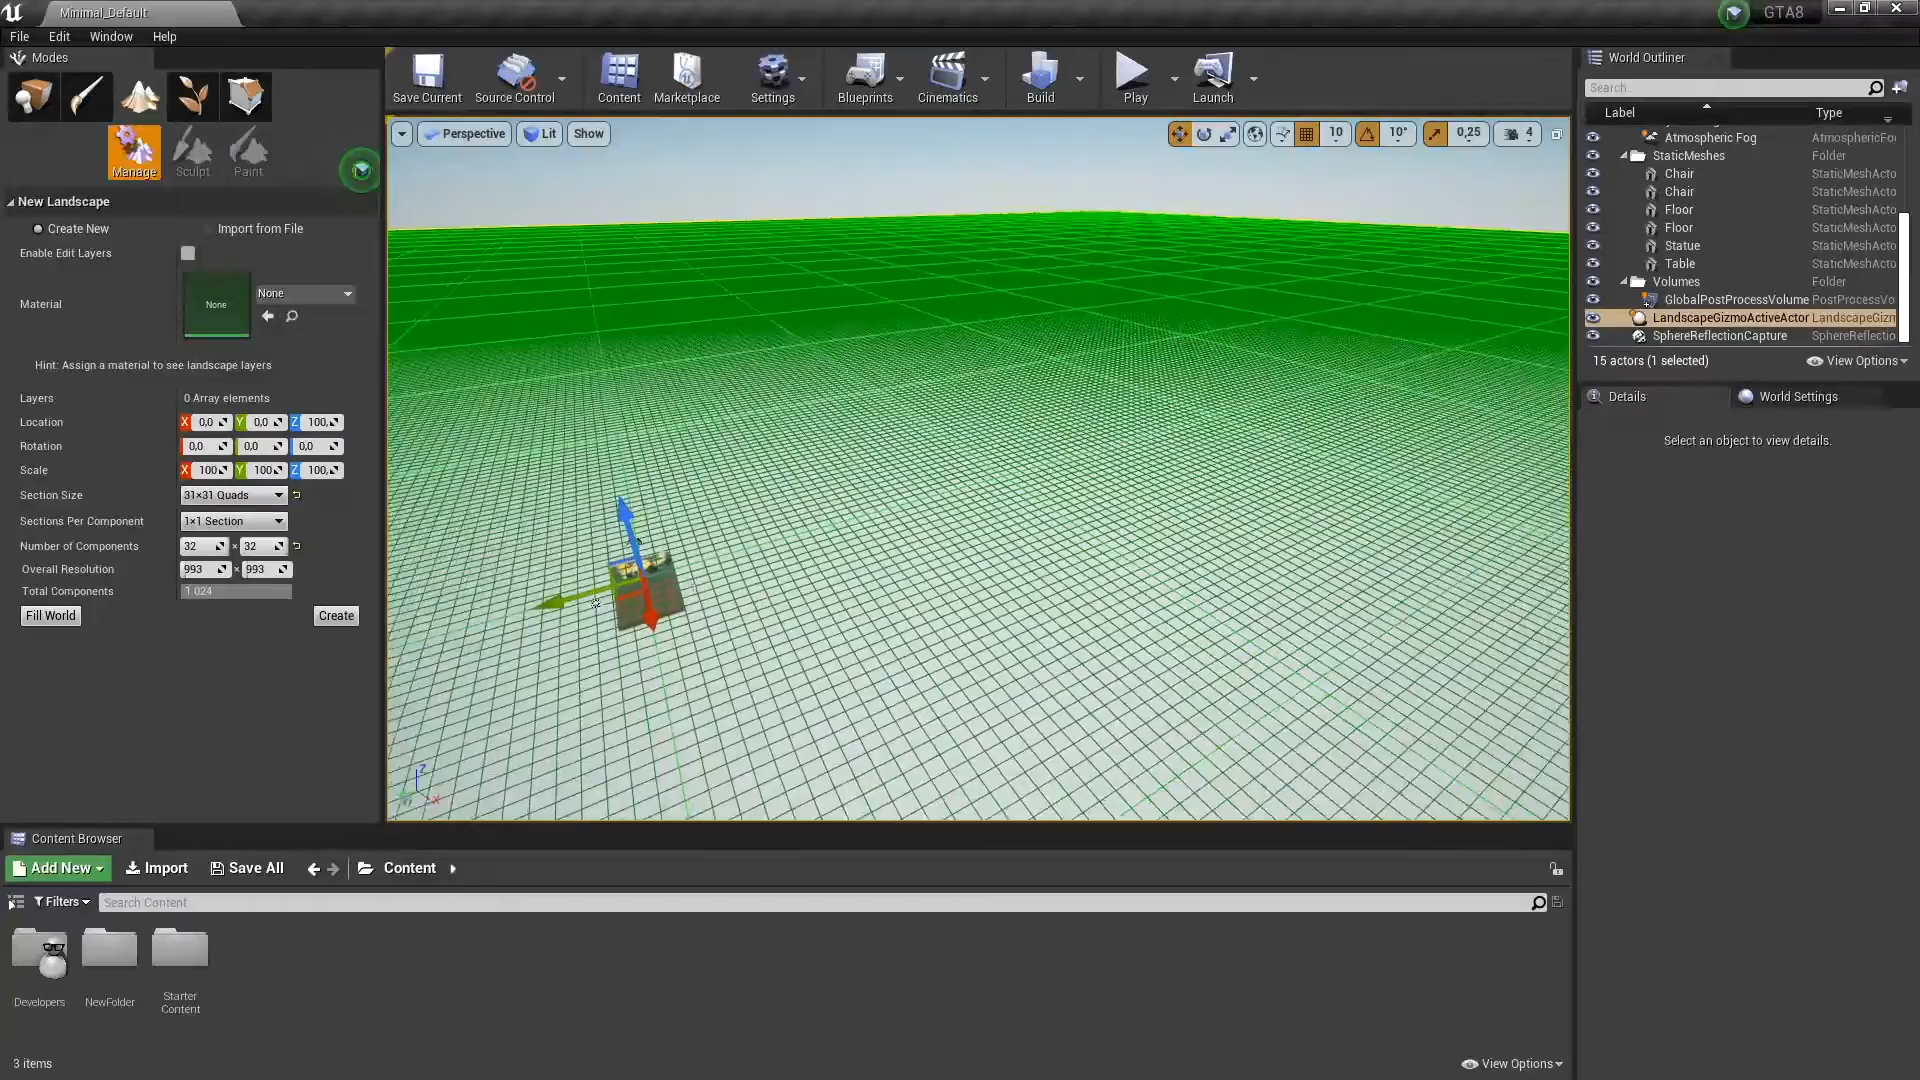 Minimal_Default
GTA8
File Edit Window Help
Modes
Manage Sculpt Paint
New Landscape
Create New Import from File
Enable Edit Layers
Material None None
Hint: Assign a material to see landscape layers
Layers 0 Array elements
Location X 0,0 Y 0,0 Z 100,
Rotation 0,0 0,0 0,0
Scale X 100 Y 100 Z 100,
Section Size 31×31 Quads
Sections Per Component 1×1 Section
Number of Components 32 × 32
Overall Resolution 993 × 993
Total Components 1.024
Fill World Create
Save Current Source Control Content Marketplace Settings Blueprints Cinematics Build Play Launch
Perspective Lit Show 10 10° 0,25 4
Z
X
World Outliner
Search..
Label Type
Atmospheric Fog AtmosphericFo
StaticMeshes Folder
Chair StaticMeshActo
Chair StaticMeshActo
Floor StaticMeshActo
Floor StaticMeshActo
Statue StaticMeshActo
Table StaticMeshActo
Volumes Folder
GlobalPostProcessVolume PostProcessVo
LandscapeGizmoActiveActor LandscapeGizm
SphereReflectionCapture SphereReflectio
15 actors (1 selected) View Options
Details World Settings
Select an object to view details.
Content Browser
Add New Import Save All Content
Filters Search Content
Developers NewFolder Starter Content
3 items View Options